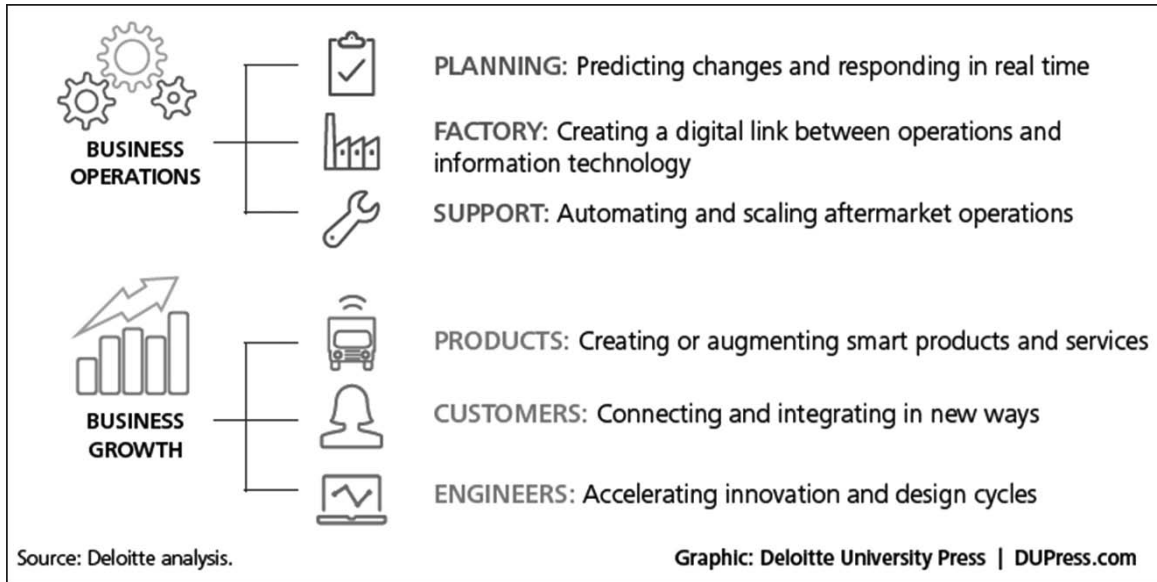 BUSINESS
OPERATIONS
PLANNING: Predicting changes and responding in real time
FACTORY: Creating a digital link between operations and
information technology
SUPPORT: Automating and scaling aftermarket operations
BUSINESS
GROWTH
PRODUCTS: Creating or augmenting smart products and services
CUSTOMERS: Connecting and integrating in new ways
ENGINEERS: Accelerating innovation and design cycles
Source: Deloitte analysis.
Graphic: Deloitte University Press | DUPress.com